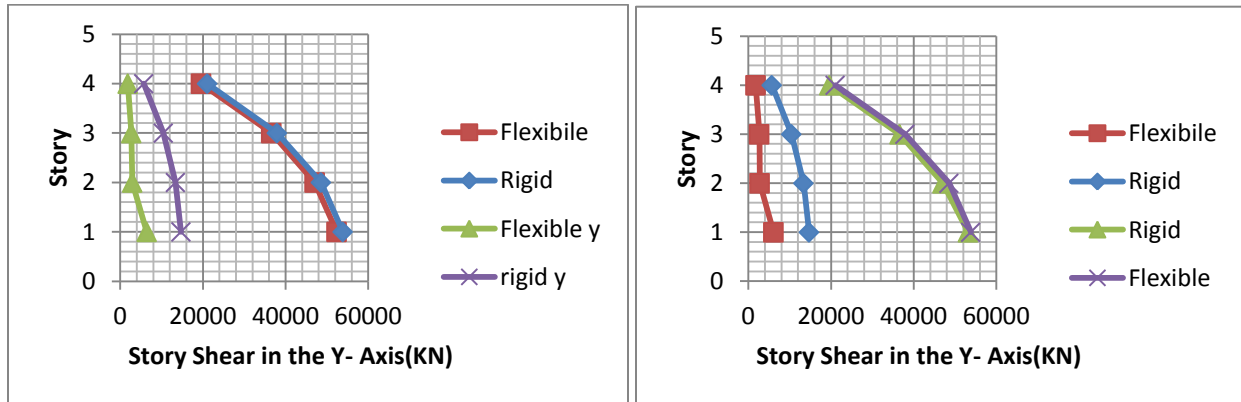 5
4
3
2
1
0
Story
0 20000 40000 60000
Story Shear in the Y- Axis(KN)
Flexibile
Rigid
Flexible y
rigid y
5
4
3
2
1
0
Story
0 20000 40000 60000
Story Shear in the Y- Axis(KN)
Flexibile
Rigid
Rigid
Flexible